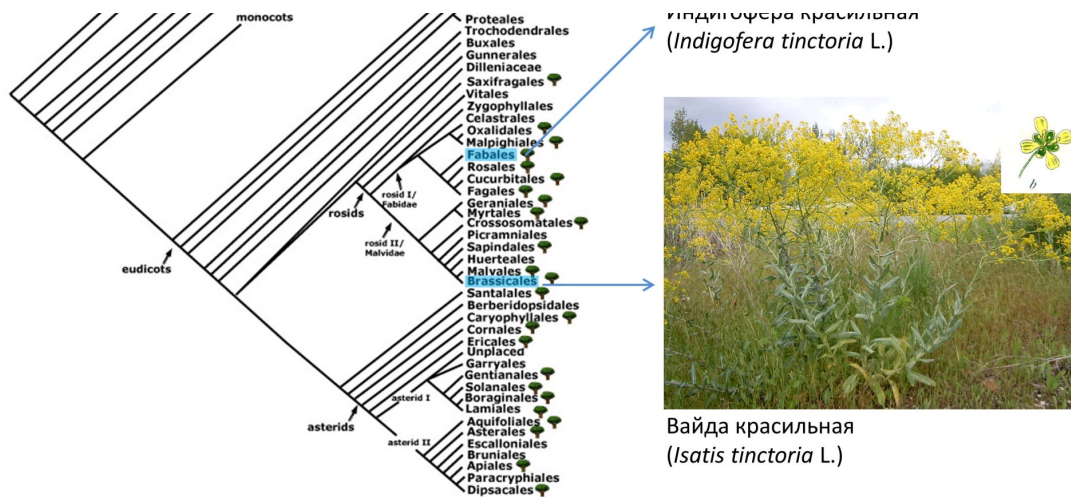 monocots
Proteales
Trochodendrales
Buxales
Gunnerales
Dilleniaceae
Saxifragales
Vitales
Zygophyllales
Celastrales
Oxalidales
Malpighiales
Fabales
Rosales
Cucurbitales
Fagales
Geraniales
Myrtales
Crossosomatales
Picramniales
Sapindales
Huerteales
Malvales
Brassicales
Santalales
Berberidopsidales
Caryophyllales
Cornales
Ericales
Unplaced
Garryales
Gentianales
Solanales
Boraginales
Lamiales
Aquifoliales
Asterales
Escalloniales
Bruniales
Apiales
Paracryphiales
Dipsacales
rosids
rosid I/
Fabidae
rosid II/
Malvidae
eudicots
asterids
asterid I
asterid II
Индигофера красильная
(Indigofera tinctoria L.)
b
Вайда красильная
(Isatis tinctoria L.)